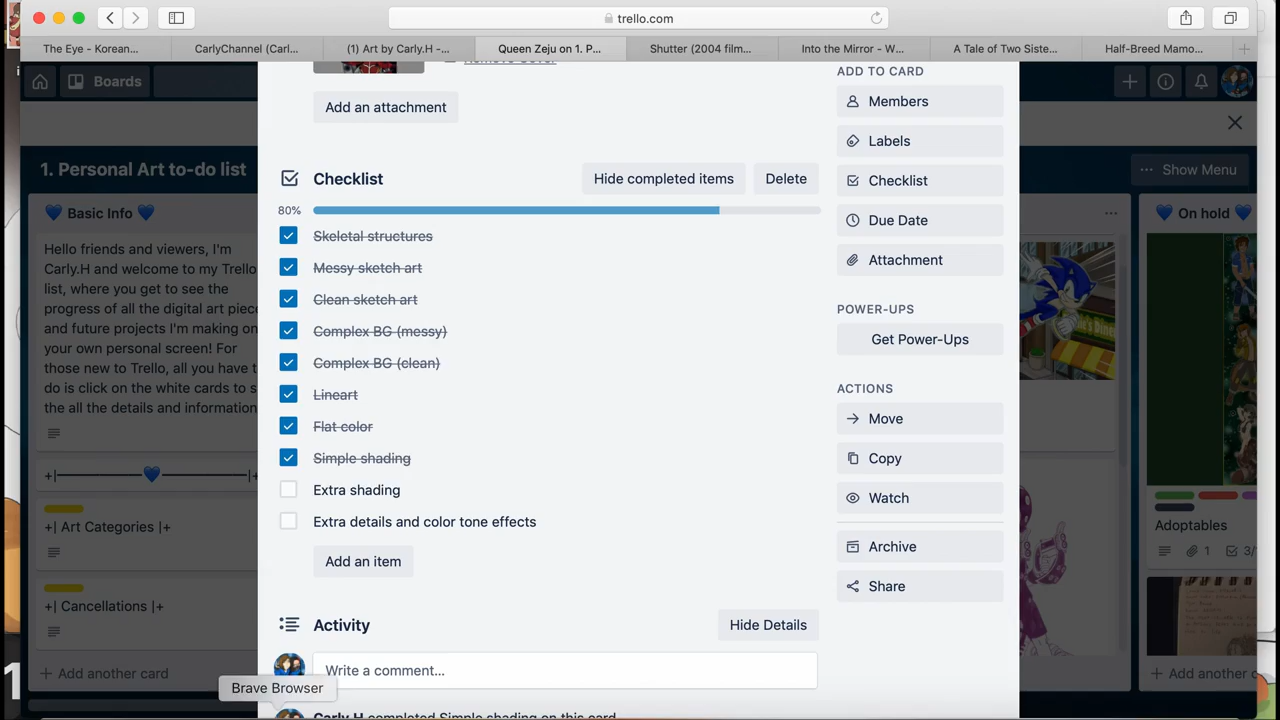 trello.com
The Eye - Korean...
CarlyChannel (Carl...
(1) Art by Carly.H -...
Queen Zeju on 1. P...
Shutter (2004 film...
Into the Mirror - W...
A Tale of Two Siste...
Half-Breed Mamo...
Boards
1. Personal Art to-do list
Show Menu
Basic Info
Hello friends and viewers, I'm
Carly.H and welcome to my Trello
list, where you get to see the
progress of all the digital art piec
and future projects I'm making on
your own personal screen! For
those new to Trello, all you have t
do is click on the white cards to s
the all the details and information
+| Art Categories |+
+| Cancellations |+
+ Add another card
Remove Cover
Add an attachment
Checklist
Hide completed items
Delete
80%
Skeletal structures
Messy sketch art
Clean sketch art
Complex BG (messy)
Complex BG (clean)
Lineart
Flat color
Simple shading
Extra shading
Extra details and color tone effects
Add an item
Activity
Hide Details
Write a comment...
Carly H completed Simple shading on this card
Brave Browser
ADD TO CARD
Members
Labels
Checklist
Due Date
Attachment
POWER-UPS
Get Power-Ups
ACTIONS
Move
Copy
Watch
Archive
Share
On hold
Adoptables
1
3/
+ Add another c